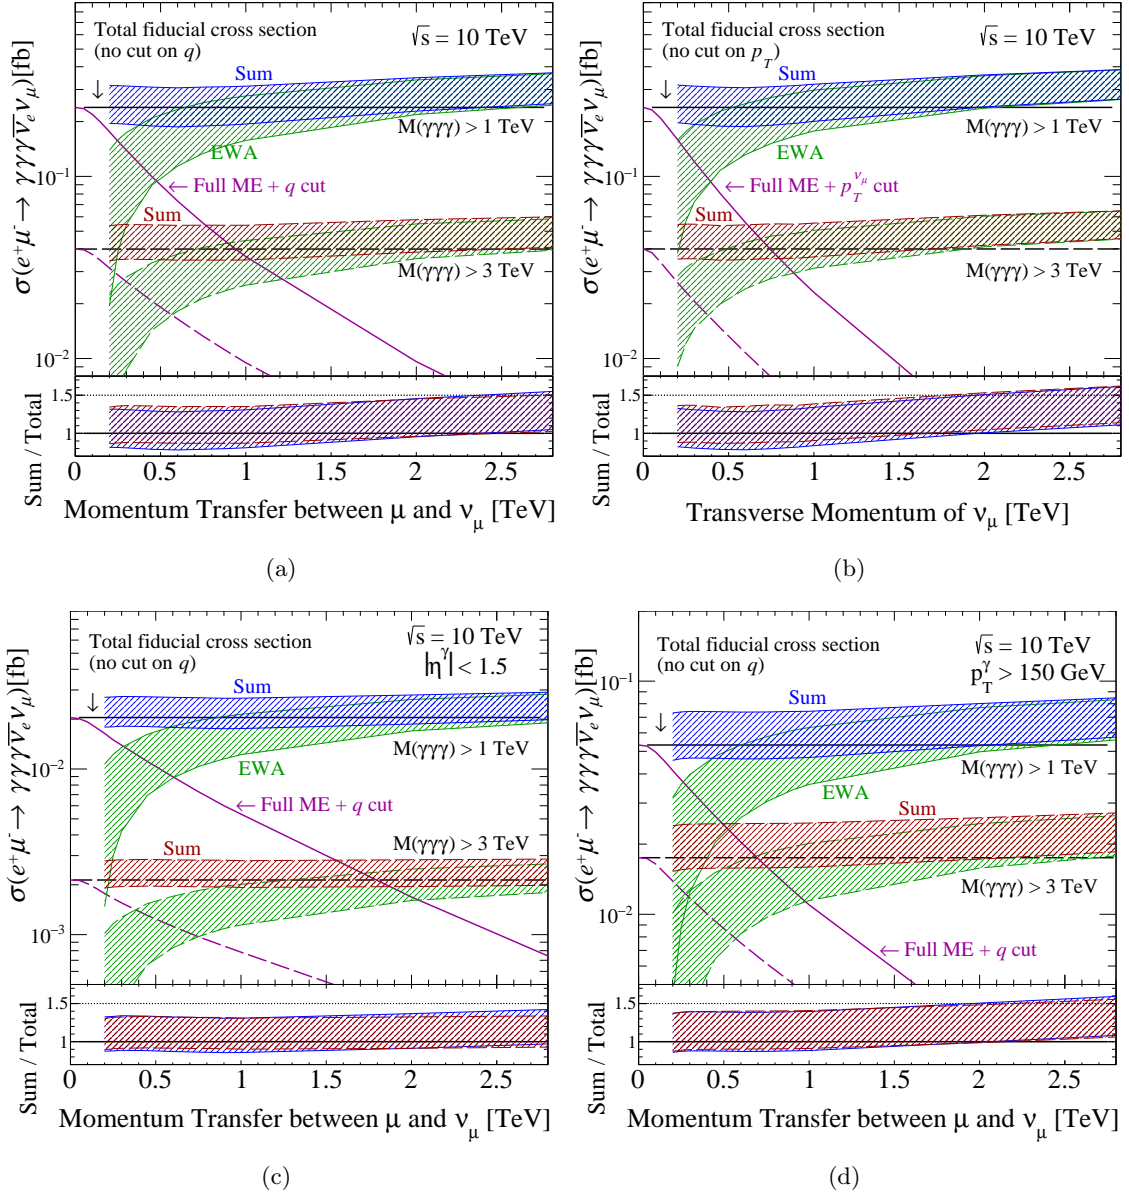 Total fiducial cross section
(no cut on q)
√s = 10 TeV
Sum
M(γγγ) > 1 TeV
EWA
← Full ME + q cut
Sum
M(γγγ) > 3 TeV
σ(e⁺μ⁻ → γγγ ν̄ₑ ν_μ) [fb]
10⁻¹
10⁻²
Sum / Total
1.5
1
0 0.5 1 1.5 2 2.5
Momentum Transfer between μ and ν_μ [TeV]
(a)
Total fiducial cross section
(no cut on p_T)
√s = 10 TeV
Sum
M(γγγ) > 1 TeV
EWA
← Full ME + p_T^{ν_μ} cut
Sum
M(γγγ) > 3 TeV
σ(e⁺μ⁻ → γγγ ν̄ₑ ν_μ) [fb]
10⁻¹
10⁻²
Sum / Total
1.5
1
0 0.5 1 1.5 2 2.5
Transverse Momentum of ν_μ [TeV]
(b)
Total fiducial cross section
(no cut on q)
√s = 10 TeV
|η^γ| < 1.5
Sum
M(γγγ) > 1 TeV
EWA
← Full ME + q cut
M(γγγ) > 3 TeV
Sum
σ(e⁺μ⁻ → γγγ ν̄ₑ ν_μ) [fb]
10⁻²
10⁻³
Sum / Total
1.5
1
0 0.5 1 1.5 2 2.5
Momentum Transfer between μ and ν_μ [TeV]
(c)
10⁻¹
Total fiducial cross section
(no cut on q)
√s = 10 TeV
p_T^γ > 150 GeV
Sum
M(γγγ) > 1 TeV
EWA
Sum
M(γγγ) > 3 TeV
← Full ME + q cut
σ(e⁺μ⁻ → γγγ ν̄ₑ ν_μ) [fb]
10⁻¹
10⁻²
Sum / Total
1.5
1
0 0.5 1 1.5 2 2.5
Momentum Transfer between μ and ν_μ [TeV]
(d)